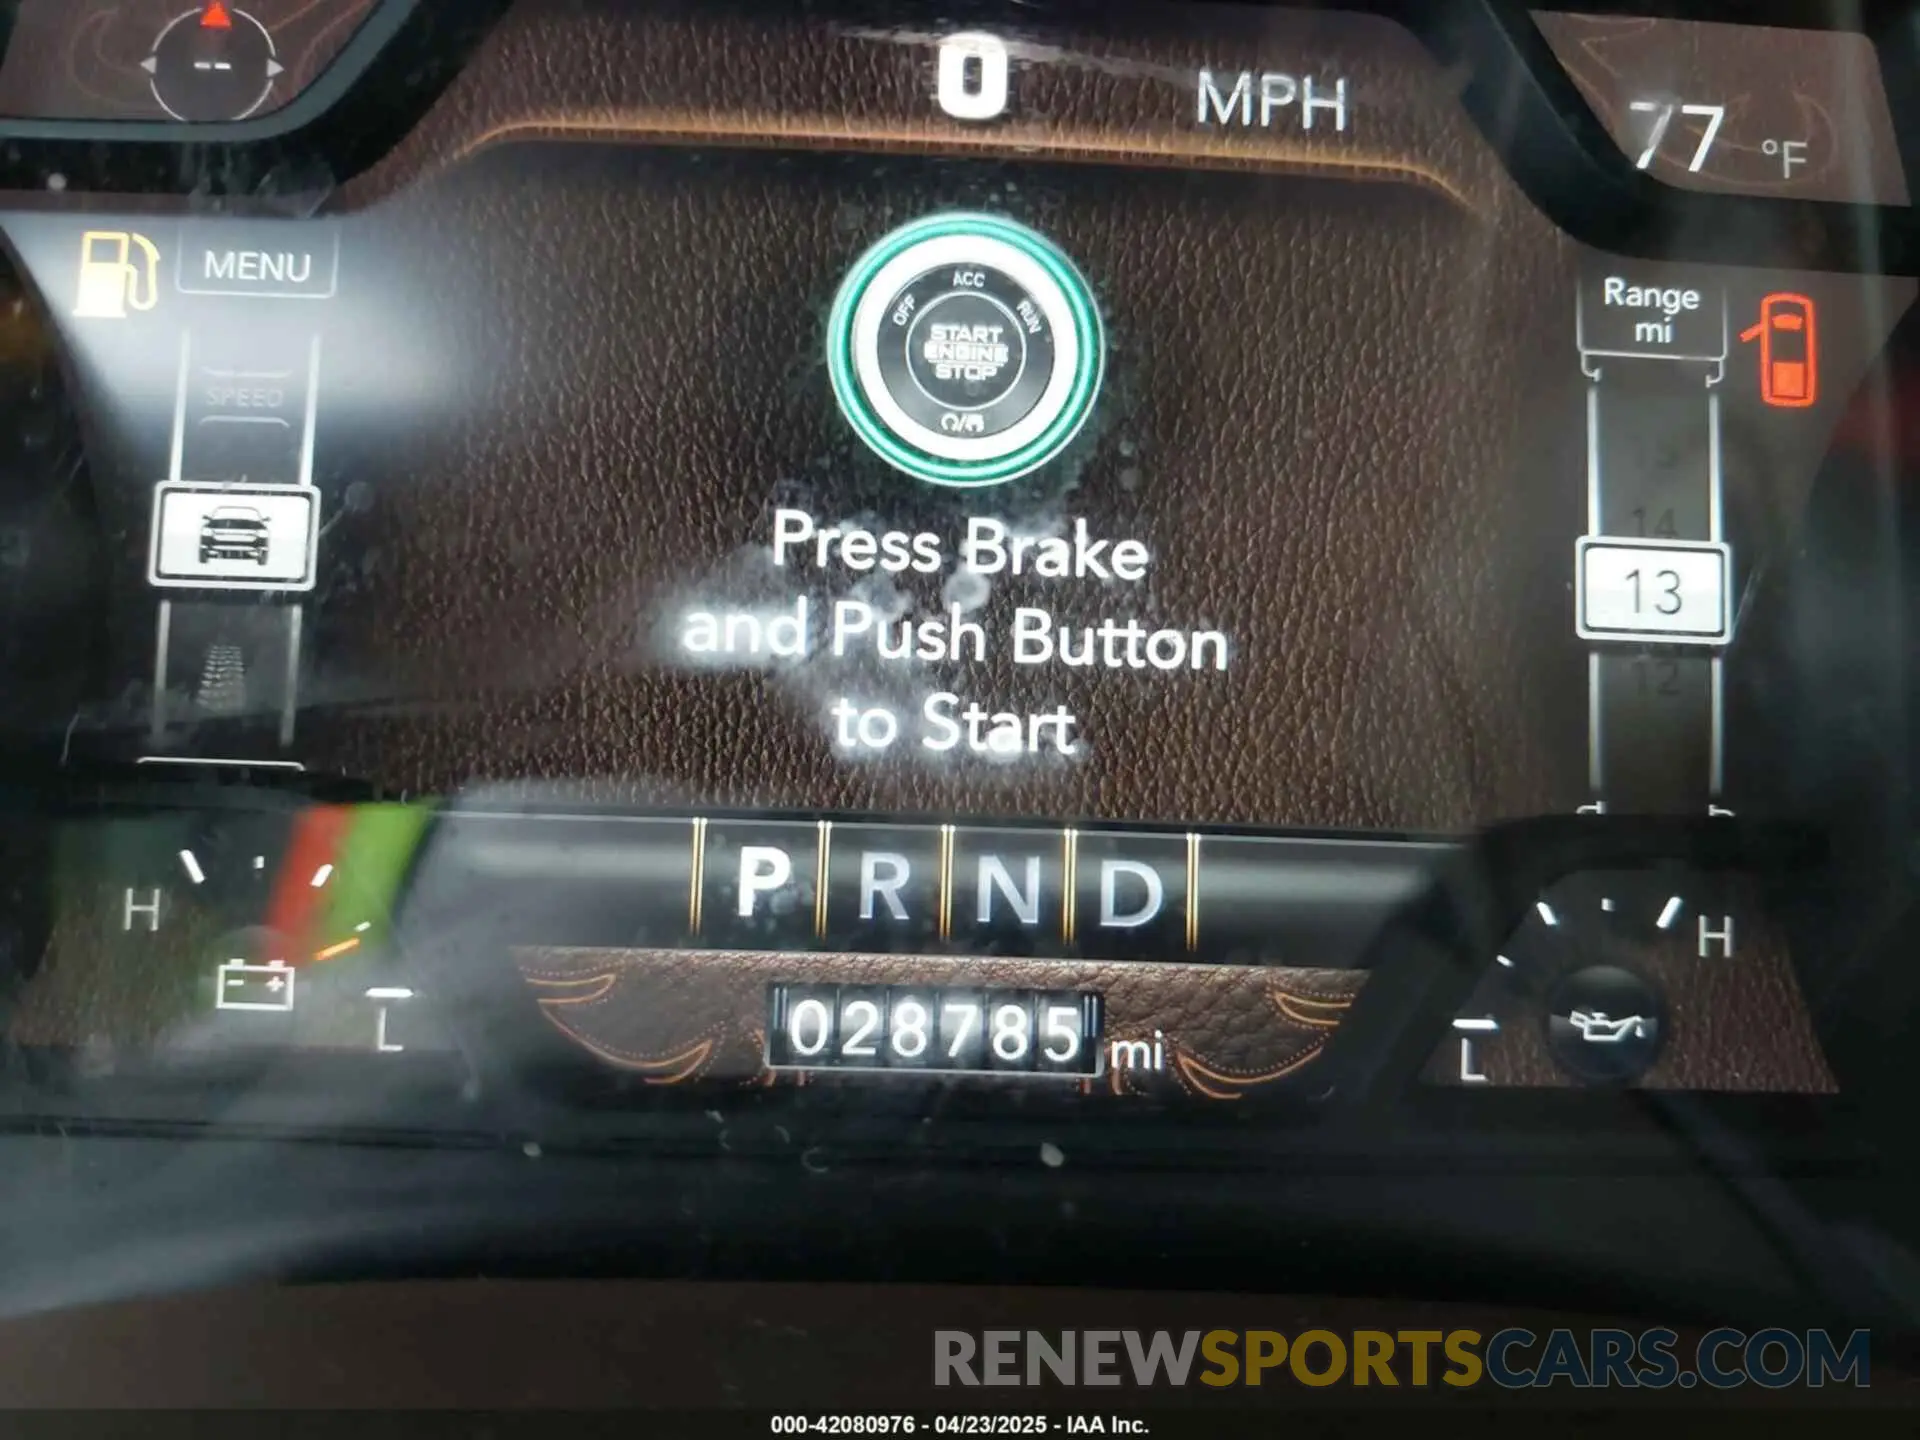 0 MPH
77 °F
--
MENU
SPEED
ACC
OFF
RUN
START
ENGINE
STOP
Range
mi
14
13
12
Press Brake
and Push Button
to Start
P R N D
H
L
028785 mi
H
L
RENEWSPORTSCARS.COM
000-42080976 - 04/23/2025 - IAA Inc.